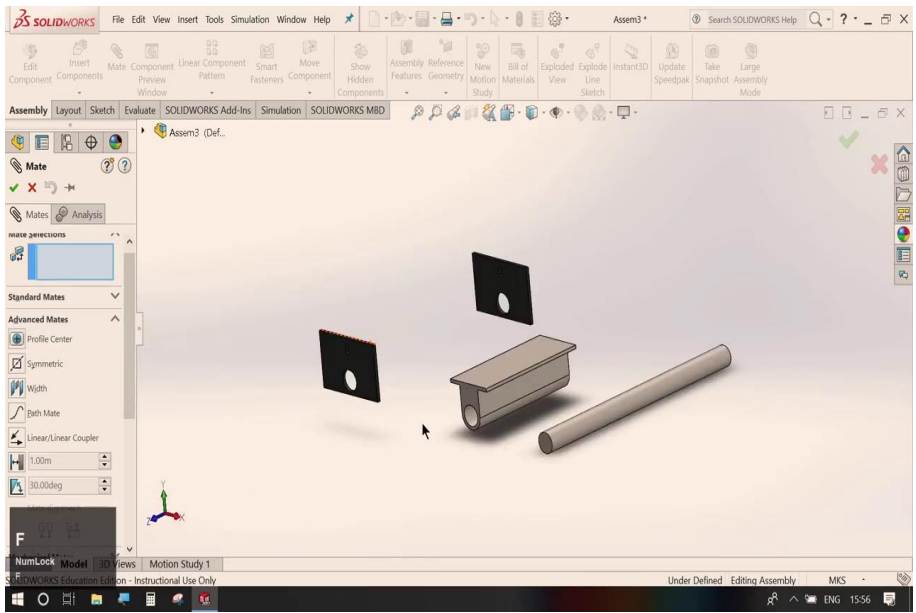 SOLIDWORKS File Edit View Insert Tools Simulation Window Help Assem3 * Search SOLIDWORKS Help
Edit Component
Insert Components
Mate
Component Preview Window
Linear Component Pattern
Smart Fasteners
Move Component
Show Hidden Components
Assembly Features
Reference Geometry
New Motion Study
Bill of Materials
Exploded View
Explode Line Sketch
Instant3D
Update Speedpak
Take Snapshot
Large Assembly Mode
Assembly Layout Sketch Evaluate SOLIDWORKS Add-Ins Simulation SOLIDWORKS MBD
Assem3 (Def...
Mate
Mates Analysis
Mate Selections
Standard Mates
Advanced Mates
Profile Center
Symmetric
Width
Path Mate
Linear/Linear Coupler
1.00m
30.00deg
F
NumLock
F
Model 3D Views Motion Study 1
SOLIDWORKS Education Edition - Instructional Use Only Under Defined Editing Assembly MKS
ENG 15:56